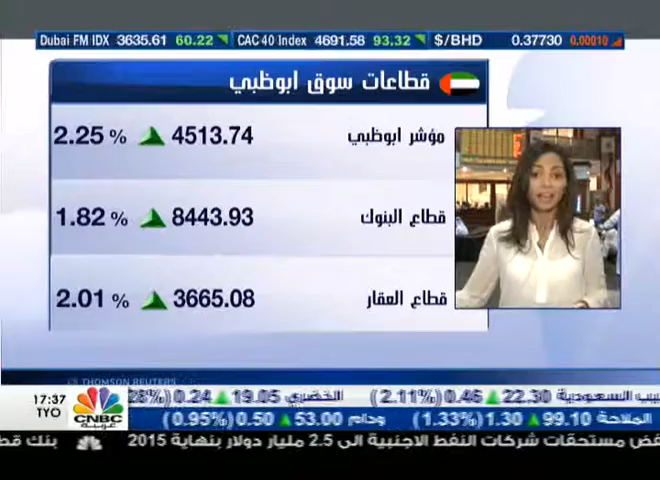 Dubai FM IDX 3635.61 60.22 CAC 40 Index 4691.58 93.32 $/BHD 0.37730 0.00010
قطاعات سوق ابوظبي
مؤشر ابوظبي 4513.74 2.25 %
قطاع البنوك 8443.93 1.82 %
قطاع العقار 3665.08 2.01 %
THOMSON REUTERS
17:37
TYO
CNBC
عربية
السعودية 22.30 0.46 (2.11%) الخضري 19.05 0.24 28%)
الملاحة 99.10 1.30 (1.33%) ودام 53.00 0.50 (0.95%)
مستحقات شركات النفط الاجنبية الى 2.5 مليار دولار بنهاية 2015 بنك